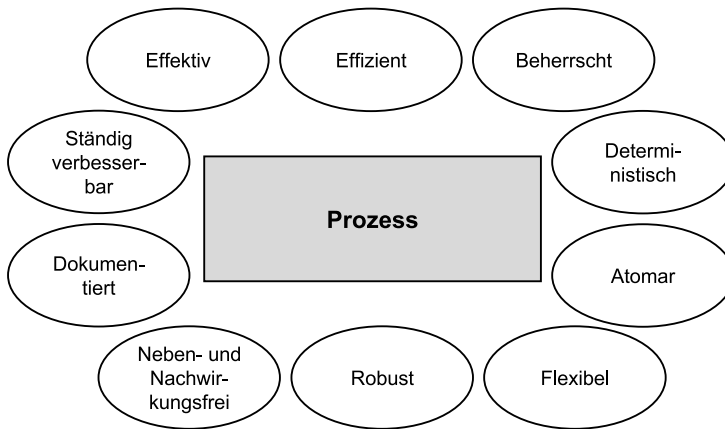 Effektiv
Effizient
Beherrscht
Ständig
verbesser-
bar
Determi-
nistisch
Prozess
Dokumen-
tiert
Atomar
Neben- und
Nachwir-
kungsfrei
Robust
Flexibel